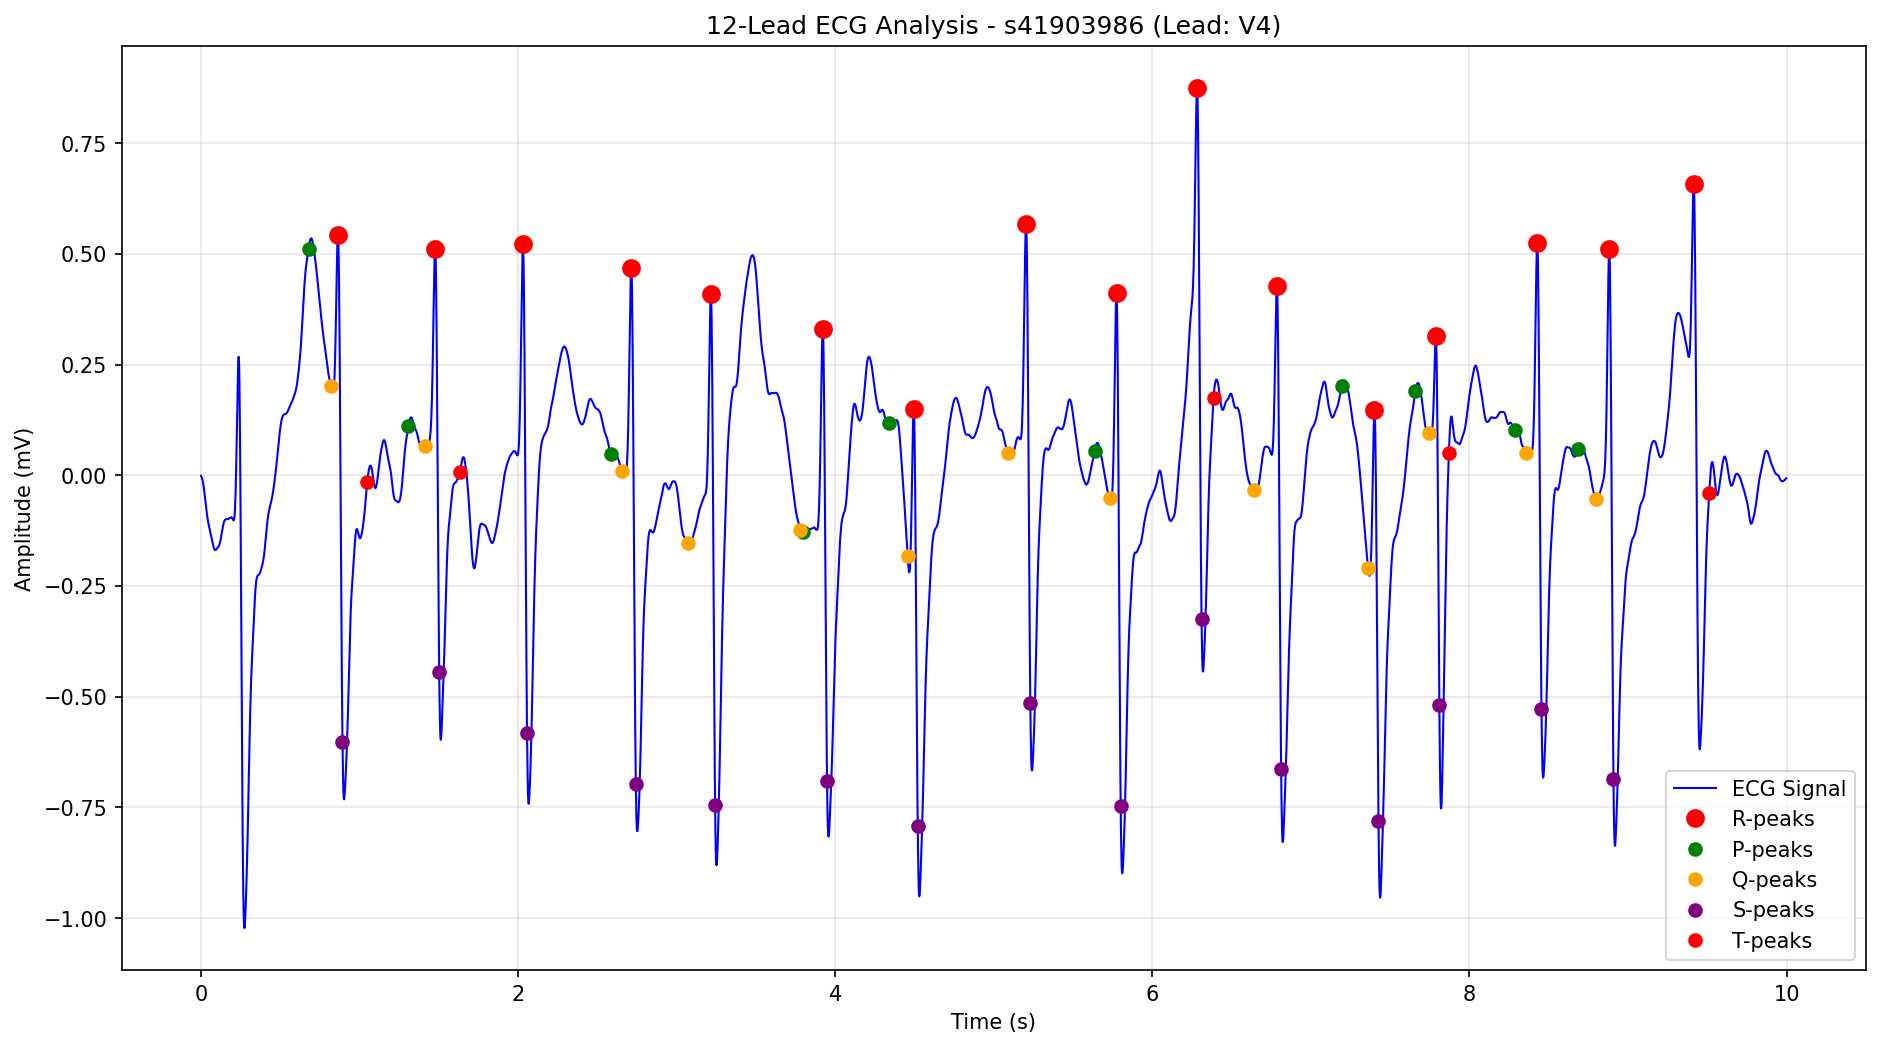 12-Lead ECG Analysis - s41903986 (Lead: V4)
Amplitude (mV)
0.75
0.50
0.25
0.00
−0.25
−0.50
−0.75
−1.00
0 2 4 6 8 10
Time (s)
ECG Signal
R-peaks
P-peaks
Q-peaks
S-peaks
T-peaks